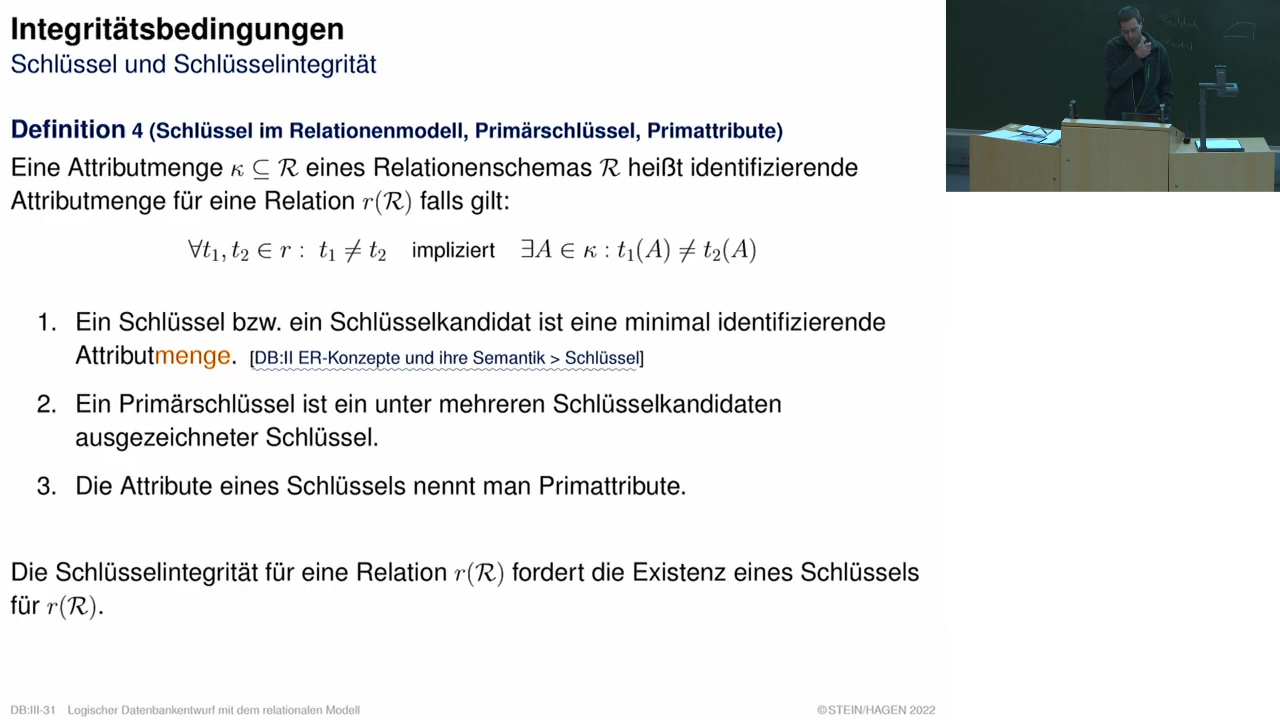 Integritätsbedingungen
Schlüssel und Schlüsselintegrität
Definition 4 (Schlüssel im Relationenmodell, Primärschlüssel, Primattribute)
Eine Attributmenge κ ⊆ ℛ eines Relationenschemas ℛ heißt identifizierende
Attributmenge für eine Relation r(ℛ) falls gilt:
∀t₁, t₂ ∈ r : t₁ ≠ t₂ impliziert ∃A ∈ κ : t₁(A) ≠ t₂(A)
1. Ein Schlüssel bzw. ein Schlüsselkandidat ist eine minimal identifizierende
Attributmenge. [DB:II ER-Konzepte und ihre Semantik > Schlüssel]
2. Ein Primärschlüssel ist ein unter mehreren Schlüsselkandidaten
ausgezeichneter Schlüssel.
3. Die Attribute eines Schlüssels nennt man Primattribute.
Die Schlüsselintegrität für eine Relation r(ℛ) fordert die Existenz eines Schlüssels
für r(ℛ).
DB:III-31 Logischer Datenbankentwurf mit dem relationalen Modell
©STEIN/HAGEN 2022